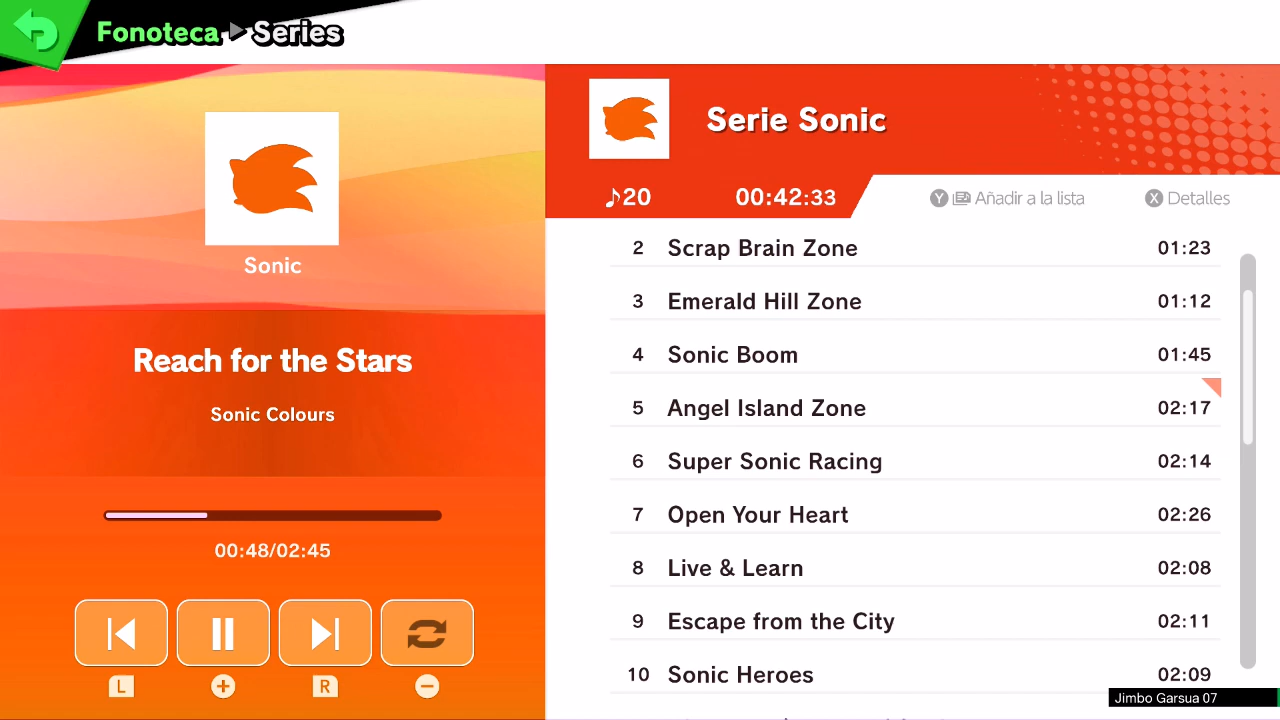 Fonoteca Series
Sonic
Reach for the Stars
Sonic Colours
00:48/02:45
L + R −
Serie Sonic
♪20 00:42:33
Y Añadir a la lista X Detalles
2 Scrap Brain Zone 01:23
3 Emerald Hill Zone 01:12
4 Sonic Boom 01:45
5 Angel Island Zone 02:17
6 Super Sonic Racing 02:14
7 Open Your Heart 02:26
8 Live & Learn 02:08
9 Escape from the City 02:11
10 Sonic Heroes 02:09
Jimbo Garsua 07